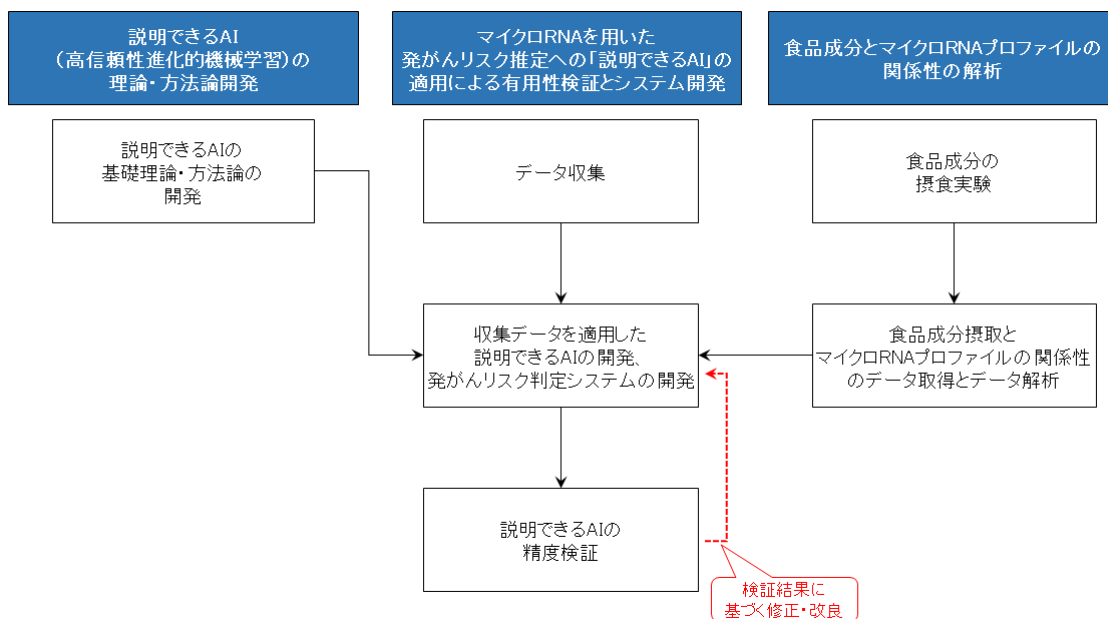 説明できるAI
（高信頼性進化的機械学習）の
理論・方法論開発
マイクロRNAを用いた
発がんリスク推定への「説明できるAI」の
適用による有用性検証とシステム開発
食品成分とマイクロRNAプロファイルの
関係性の解析
説明できるAIの
基礎理論・方法論の
開発
データ収集
食品成分の
摂食実験
収集データを適用した
説明できるAIの開発、
発がんリスク判定システムの開発
食品成分摂取と
マイクロRNAプロファイルの関係性
のデータ取得とデータ解析
説明できるAIの
精度検証
検証結果に
基づく修正・改良